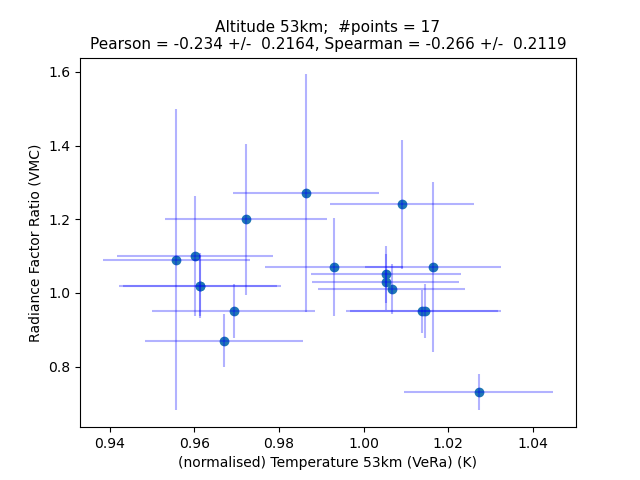 Altitude 53km;  #points = 17
Pearson = -0.234 +/-  0.2164, Spearman = -0.266 +/-  0.2119
Radiance Factor Ratio (VMC)
1.6
1.4
1.2
1.0
0.8
0.94 0.96 0.98 1.00 1.02 1.04
(normalised) Temperature 53km (VeRa) (K)